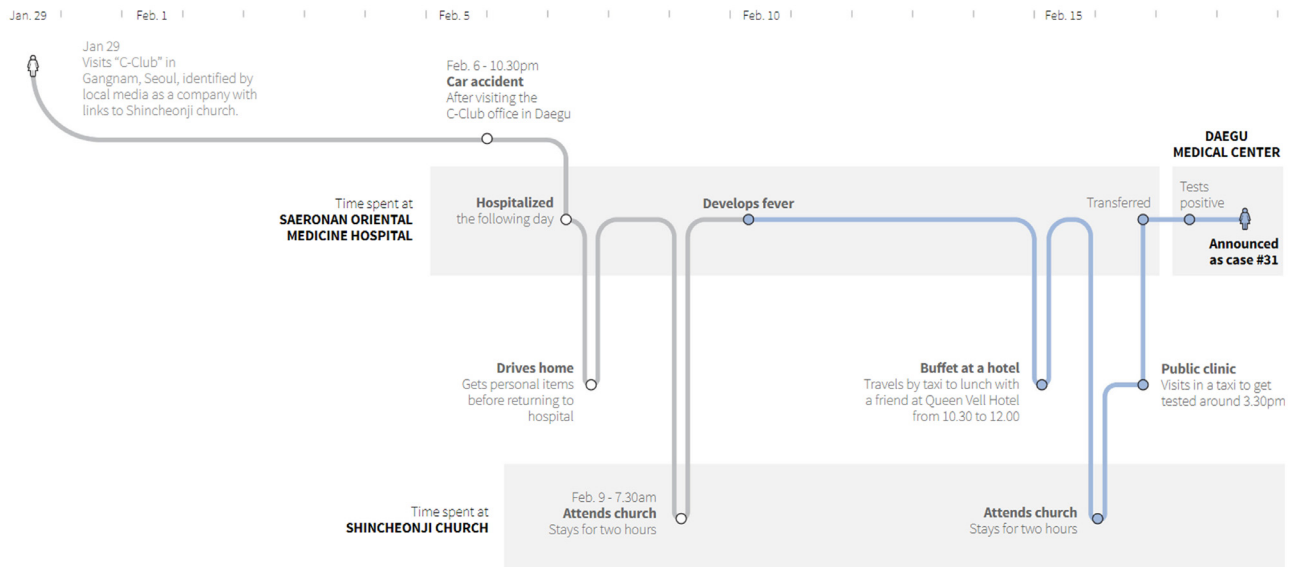 Jan. 29 Feb. 1 Feb. 5 Feb. 10 Feb. 15
Jan 29
Visits “C-Club” in
Gangnam, Seoul, identified by
local media as a company with
links to Shincheonji church.
Feb. 6 - 10.30pm
Car accident
After visiting the
C-Club office in Daegu
DAEGU
MEDICAL CENTER
Time spent at
SAERONAN ORIENTAL
MEDICINE HOSPITAL
Hospitalized
the following day
Develops fever
Transferred
Tests
positive
Announced
as case #31
Drives home
Gets personal items
before returning to
hospital
Buffet at a hotel
Travels by taxi to lunch with
a friend at Queen Vell Hotel
from 10.30 to 12.00
Public clinic
Visits in a taxi to get
tested around 3.30pm
Time spent at
SHINCHEONJI CHURCH
Feb. 9 - 7.30am
Attends church
Stays for two hours
Attends church
Stays for two hours